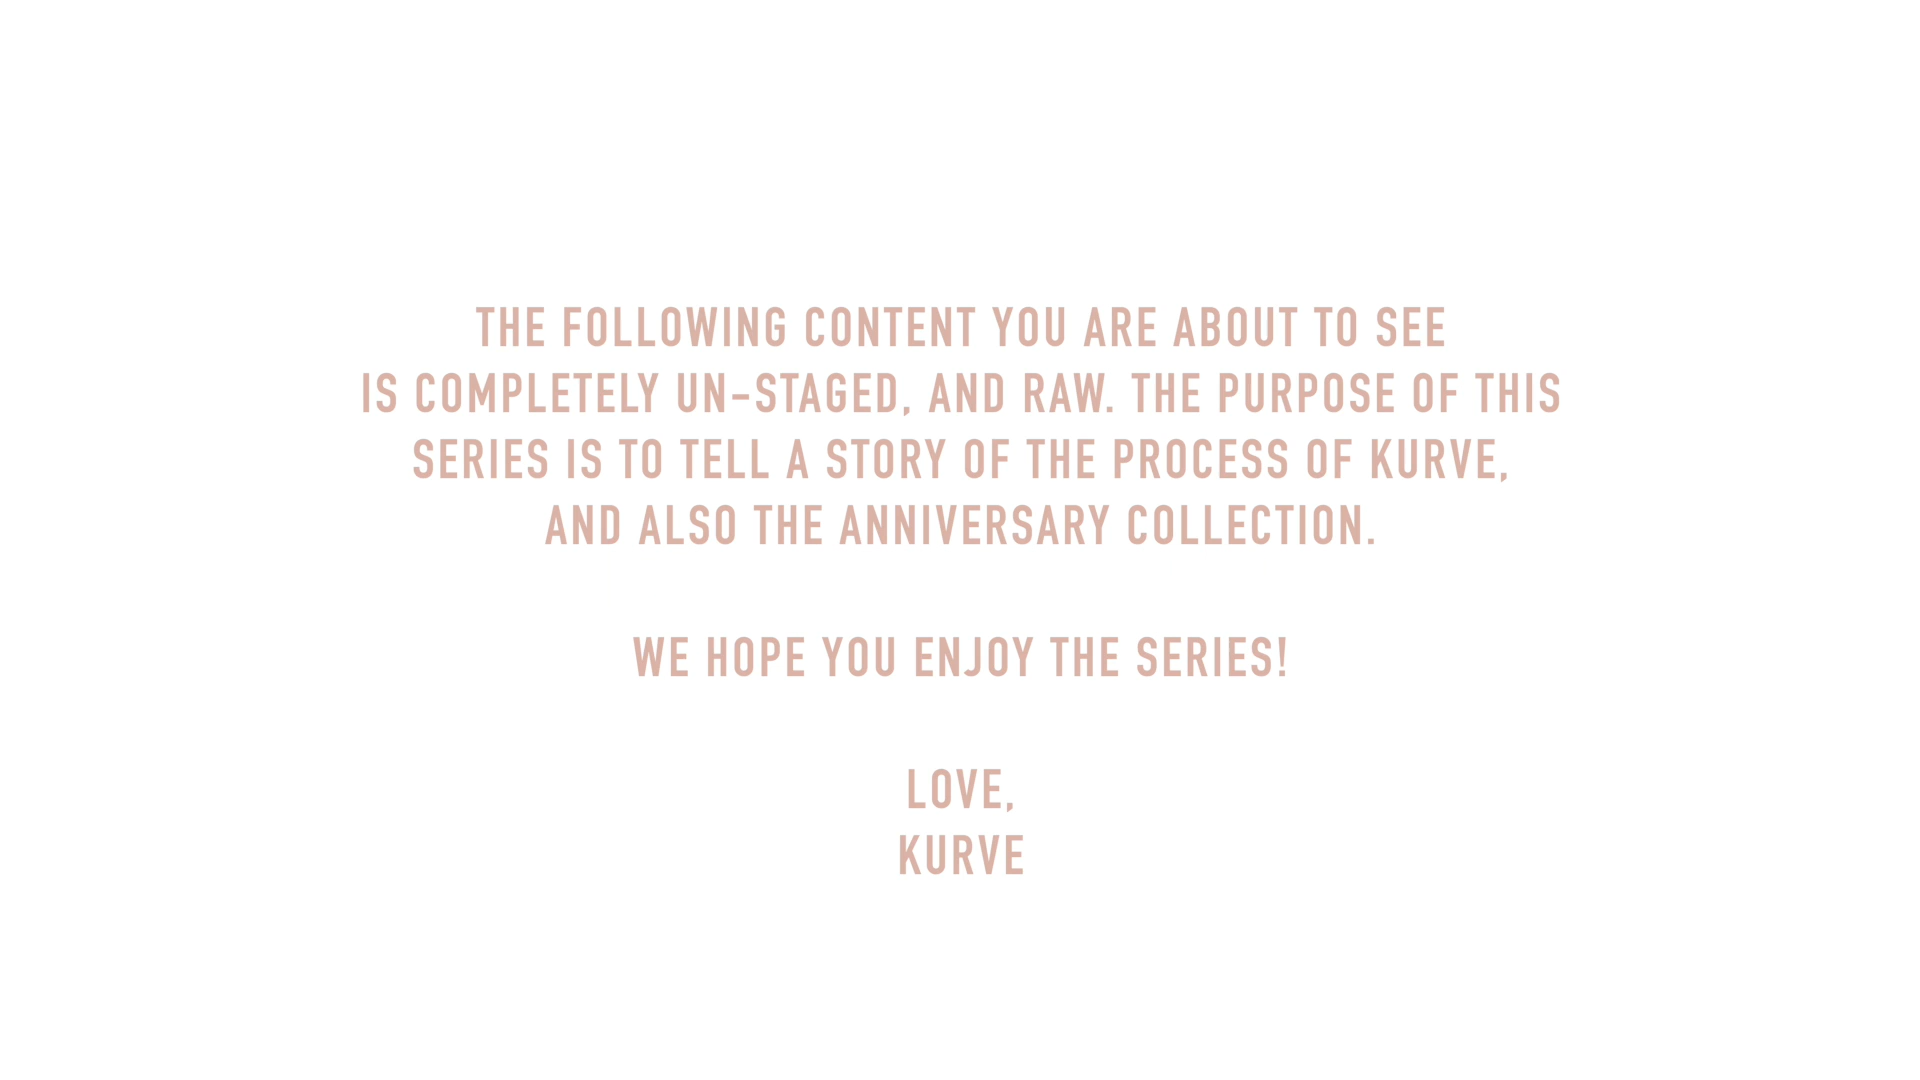 THE FOLLOWING CONTENT YOU ARE ABOUT TO SEE
IS COMPLETELY UN-STAGED, AND RAW. THE PURPOSE OF THIS
SERIES IS TO TELL A STORY OF THE PROCESS OF KURVE,
AND ALSO THE ANNIVERSARY COLLECTION.
WE HOPE YOU ENJOY THE SERIES!
LOVE,
KURVE